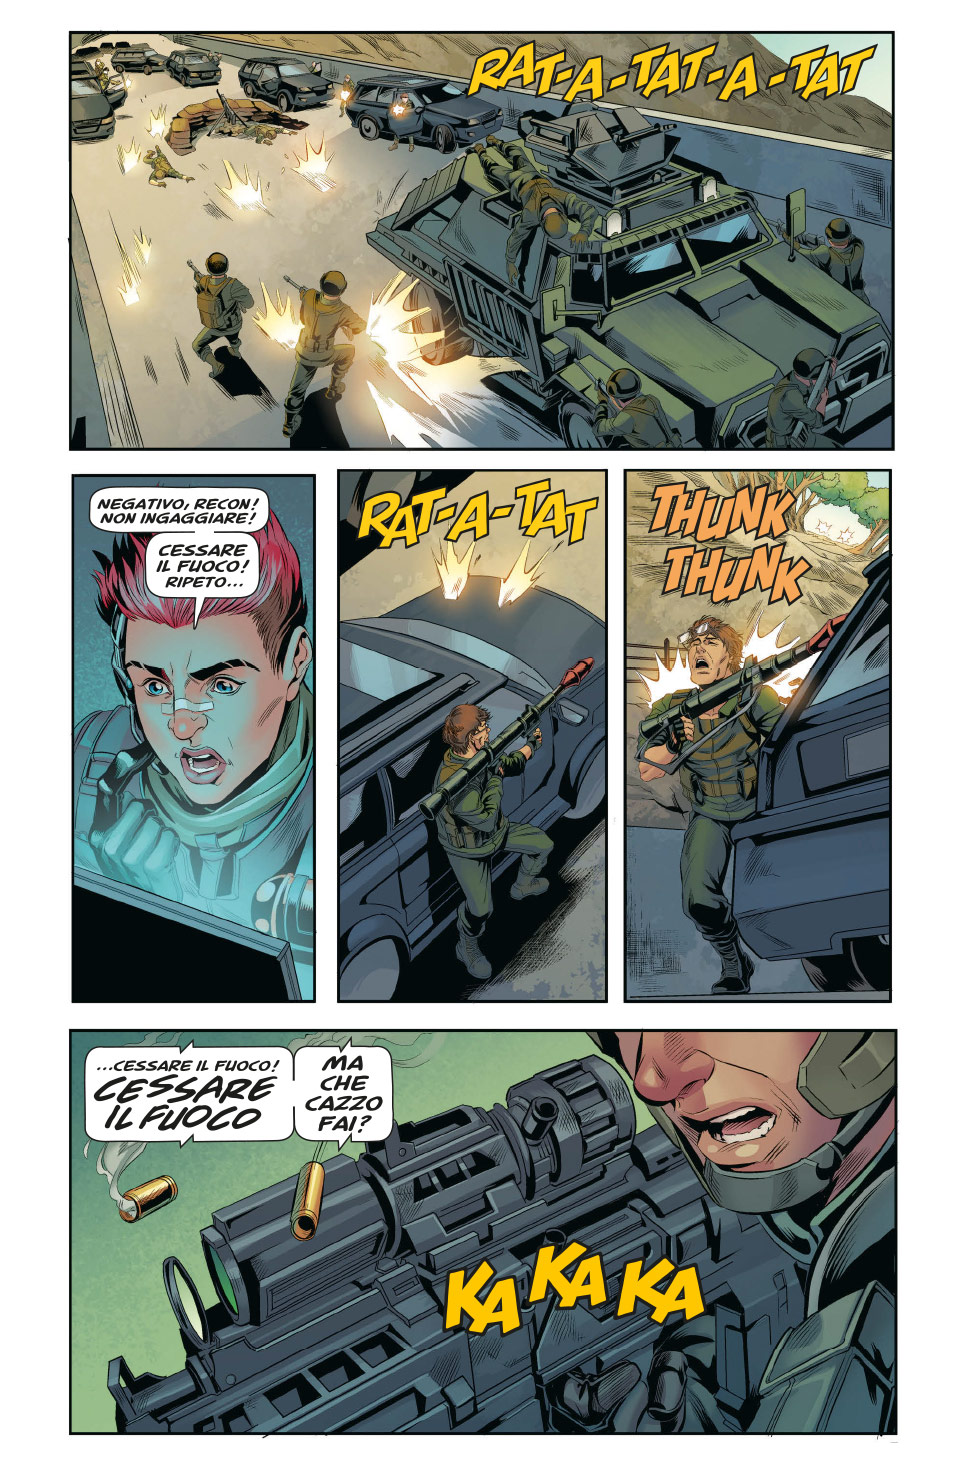 RAT-A-TAT-A-TAT
NEGATIVO, RECON!
NON INGAGGIARE!
CESSARE
IL FUOCO!
RIPETO...
RAT-A-TAT
THUNK
THUNK
...CESSARE IL FUOCO!
CESSARE
IL FUOCO
MA
CHE
CAZZO
FAI?
KA KA KA